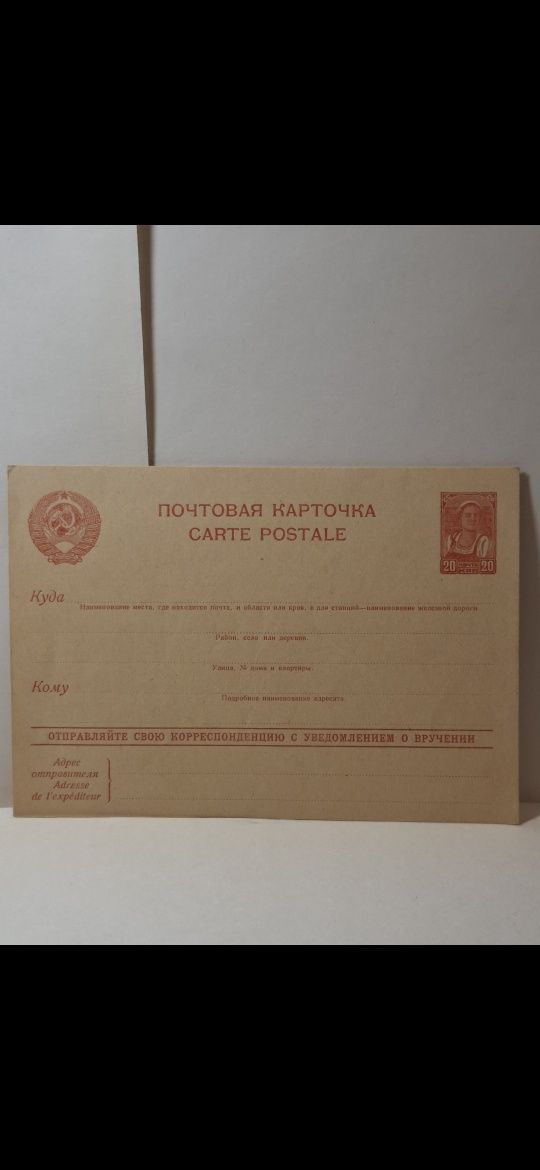 ПОЧТОВАЯ КАРТОЧКА
CARTE POSTALE
20 20
Куда
Наименование места, где находится почта, и области или края, а для станций—наименование железной дороги
Район, село или деревня.
Улица, № дома и квартиры.
Кому
Подробное наименование адресата
ОТПРАВЛЯЙТЕ СВОЮ КОРРЕСПОНДЕНЦИЮ С УВЕДОМЛЕНИЕМ О ВРУЧЕНИИ
Адрес
отправителя
Adresse
de l'expéditeur